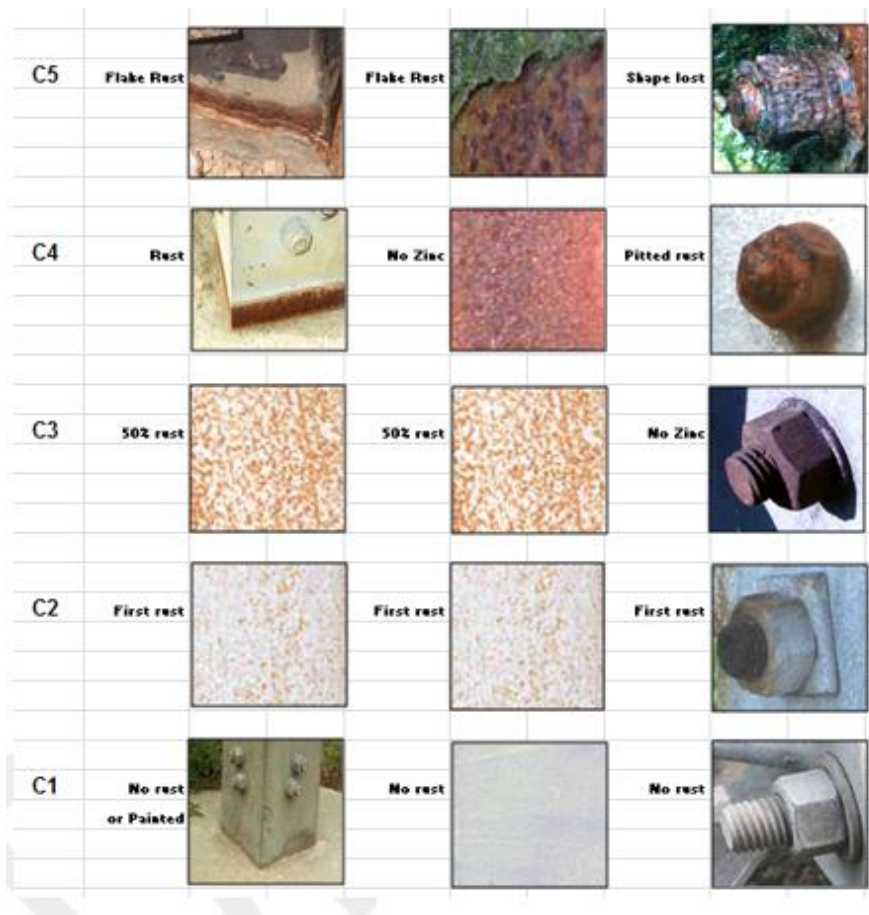 C5 Flake Rust Flake Rust Shape lost
C4 Rust No Zinc Pitted rust
C3 50% rust 50% rust No Zinc
C2 First rust First rust First rust
C1 No rust No rust No rust
or Painted